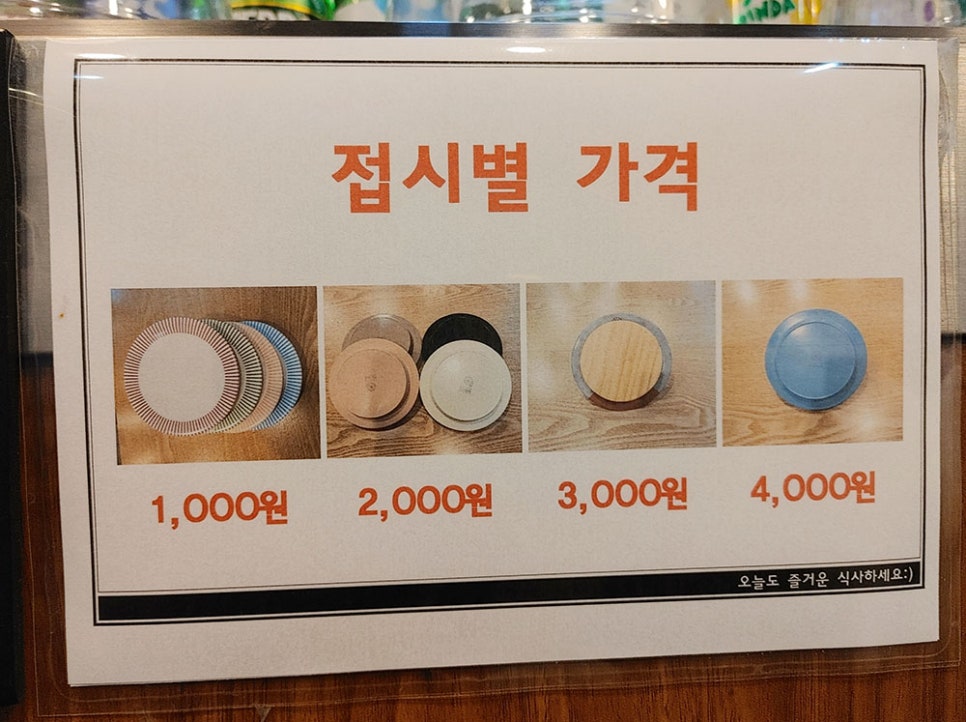 접시별 가격
1,000원 2,000원 3,000원 4,000원
오늘도 즐거운 식사하세요:)